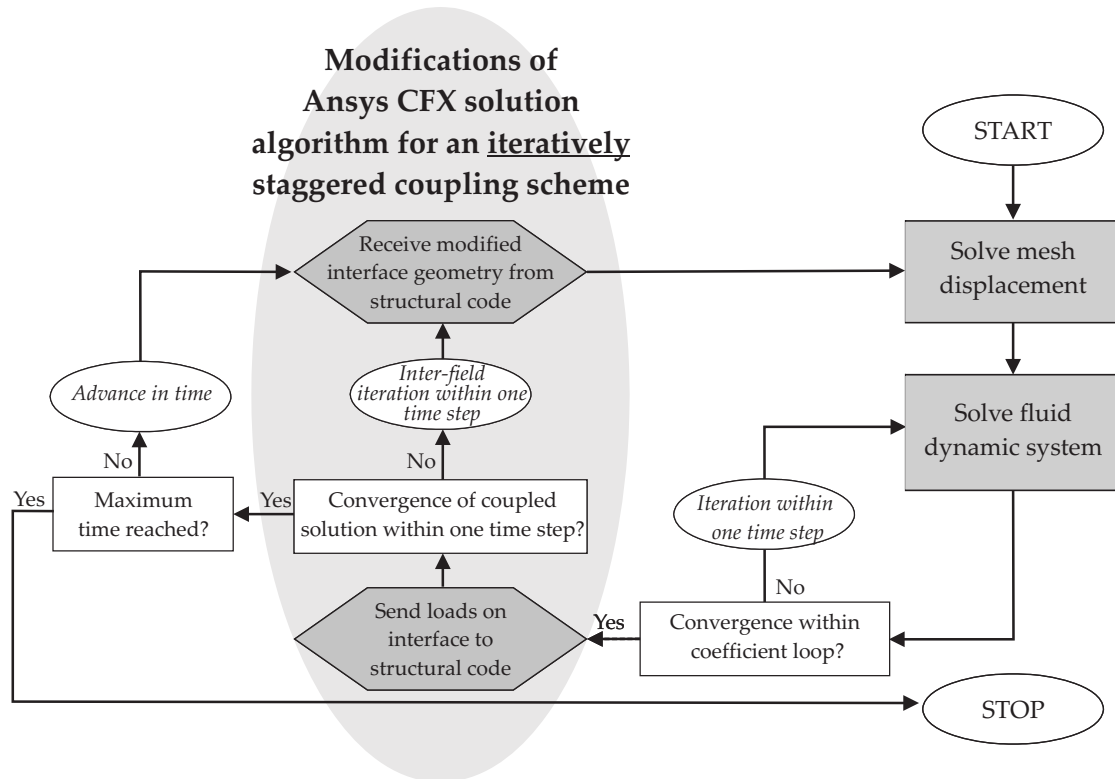 Modifications of
Ansys CFX solution
algorithm for an iteratively
staggered coupling scheme
START
Receive modified
interface geometry from
structural code
Solve mesh
displacement
Advance in time
Inter-field
iteration within one
time step
Solve fluid
dynamic system
No
No
Yes
Maximum
time reached?
Yes
Convergence of coupled
solution within one time step?
Iteration within
one time step
No
Send loads on
interface to
structural code
Yes
Convergence within
coefficient loop?
STOP